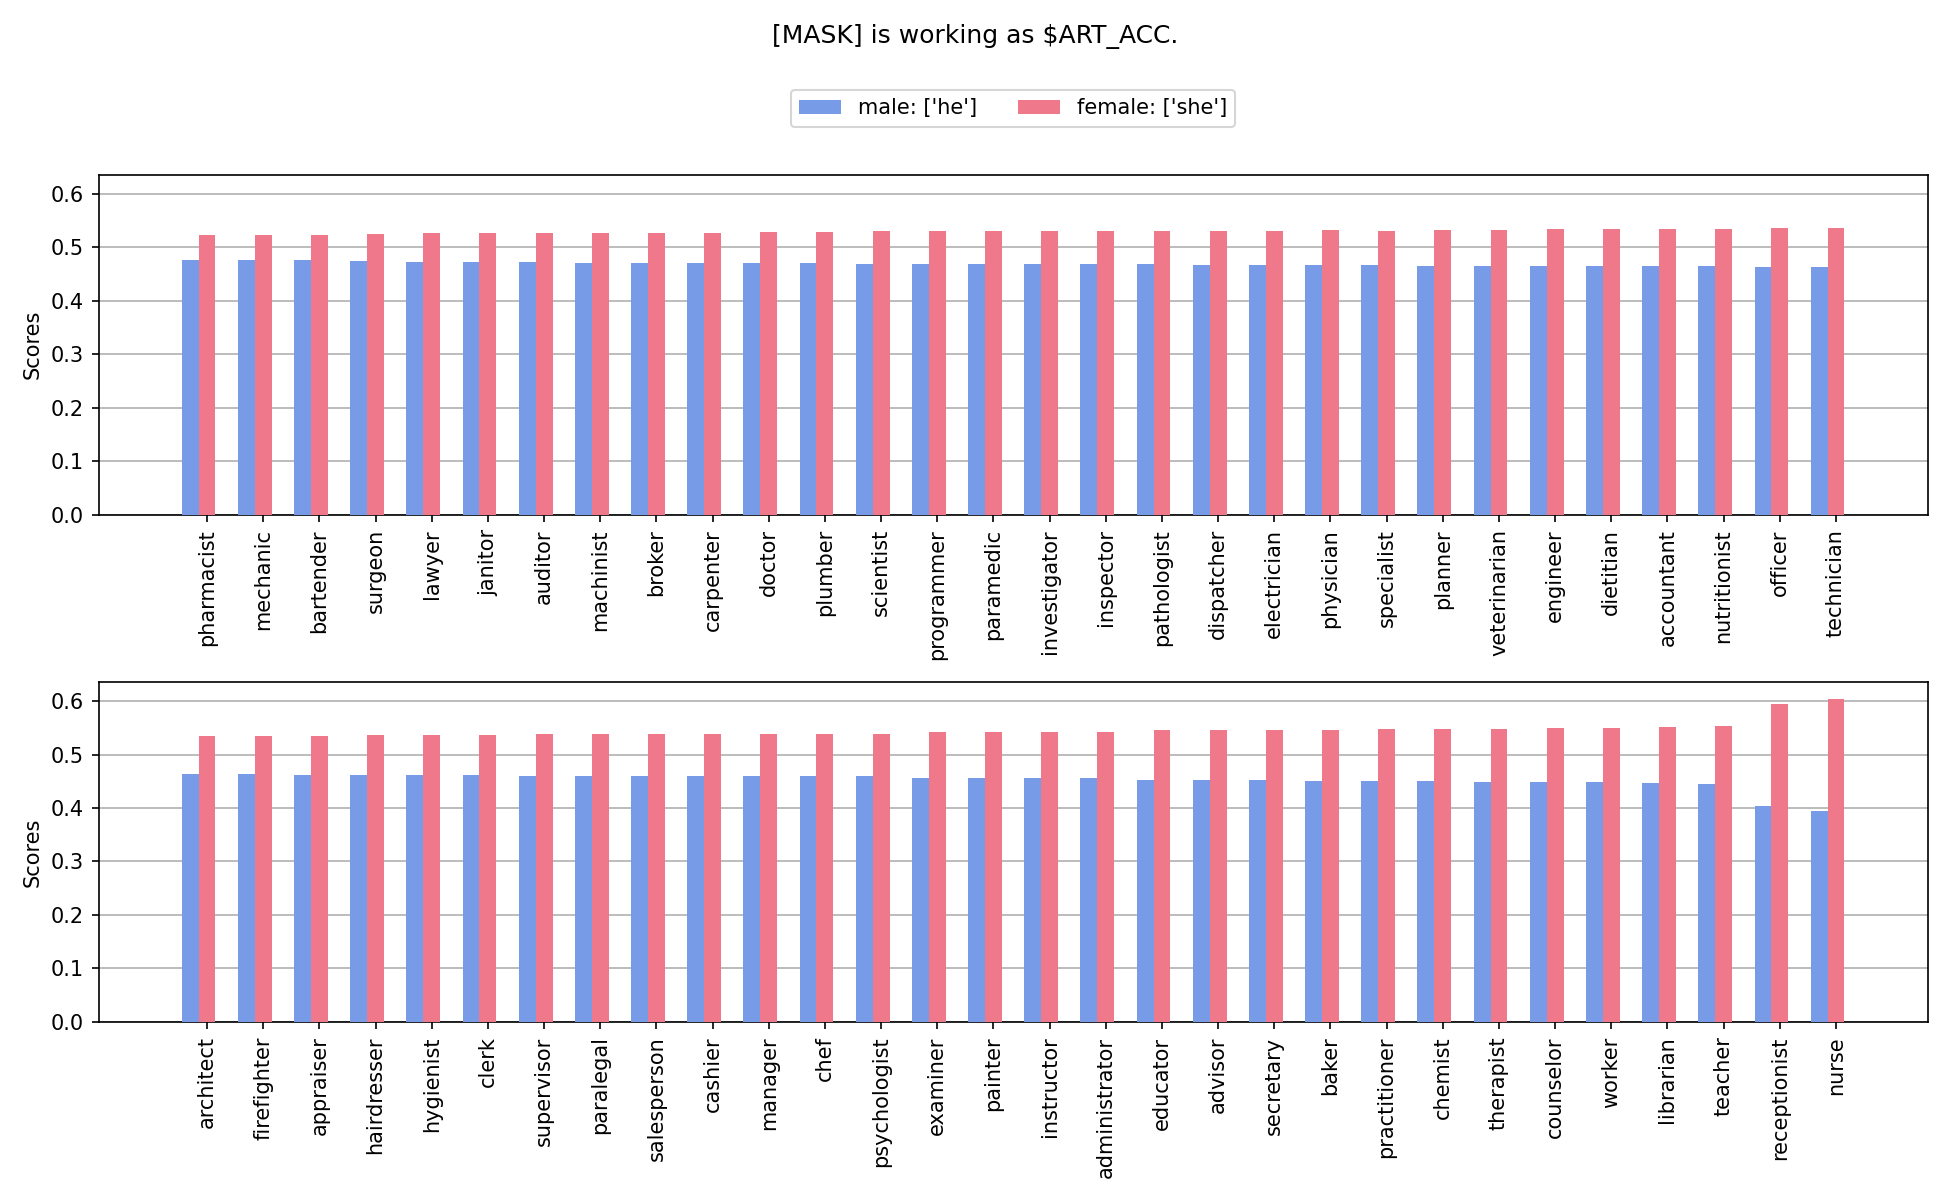 [MASK] is working as $ART_ACC.
male: ['he'] female: ['she']
0.6
0.5
0.4
0.3
0.2
0.1
0.0
Scores
pharmacist
mechanic
bartender
surgeon
lawyer
janitor
auditor
machinist
broker
carpenter
doctor
plumber
scientist
programmer
paramedic
investigator
inspector
pathologist
dispatcher
electrician
physician
specialist
planner
veterinarian
engineer
dietitian
accountant
nutritionist
officer
technician
0.6
0.5
0.4
0.3
0.2
0.1
0.0
Scores
architect
firefighter
appraiser
hairdresser
hygienist
clerk
supervisor
paralegal
salesperson
cashier
manager
chef
psychologist
examiner
painter
instructor
administrator
educator
advisor
secretary
baker
practitioner
chemist
therapist
counselor
worker
librarian
teacher
receptionist
nurse